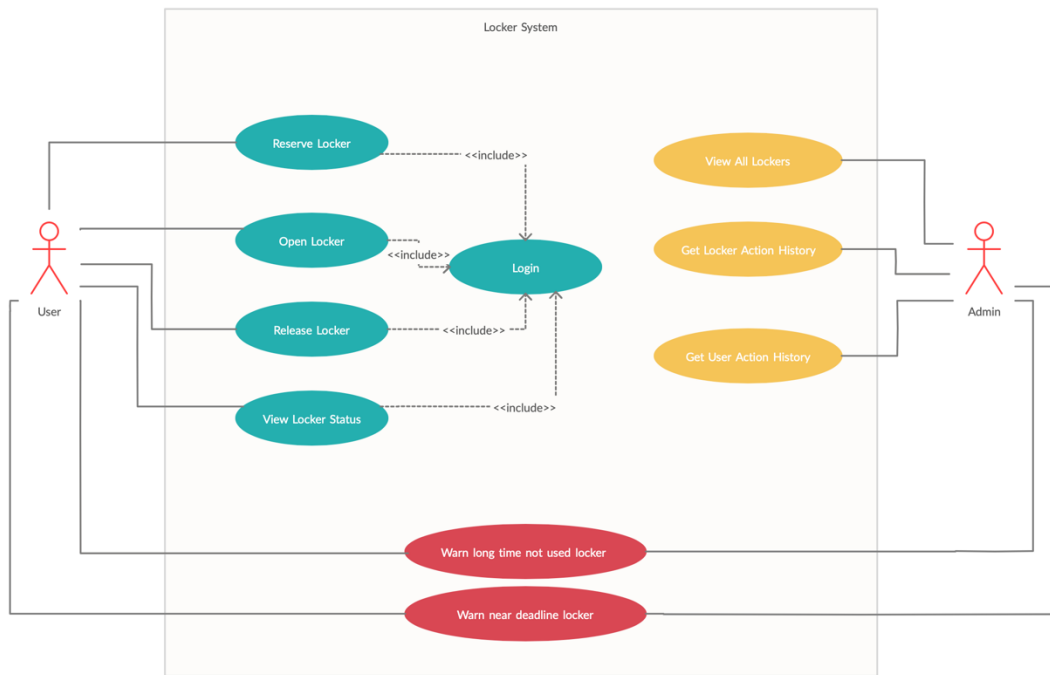 Locker System
Reserve Locker
<<include>>
View All Lockers
Open Locker
<<include>>
Login
Get Locker Action History
User
Admin
Release Locker
<<include>>
Get User Action History
View Locker Status
<<include>>
Warn long time not used locker
Warn near deadline locker